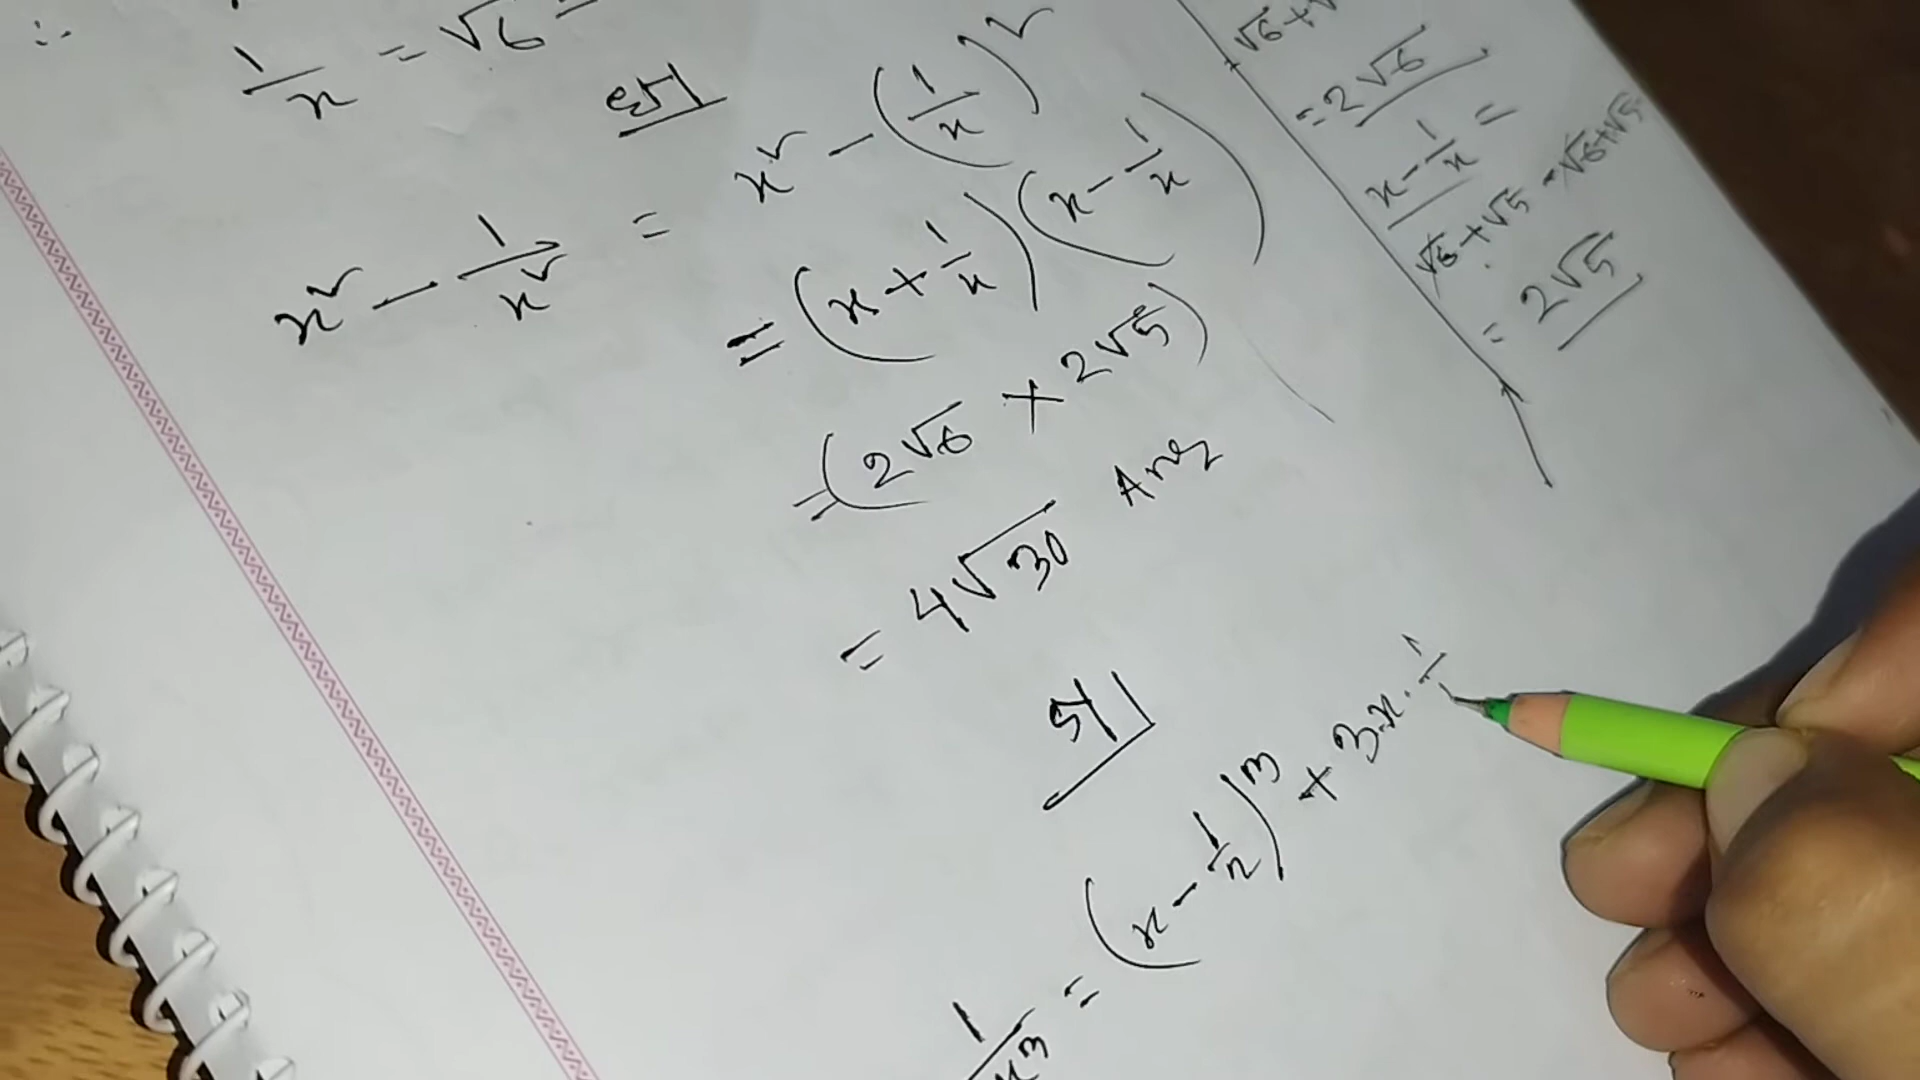 ∴ 1/x = √6
x² - 1/x² = x² - (1/x)²
= (x + 1/x)(x - 1/x)
= (2√6 × 2√5)
= 4√30 Ans
1/x³ = (x - 1/x)³ + 3.x.1
√6+√
= 2√6
x - 1/x =
√6+√5 - √6+√5
= 2√5